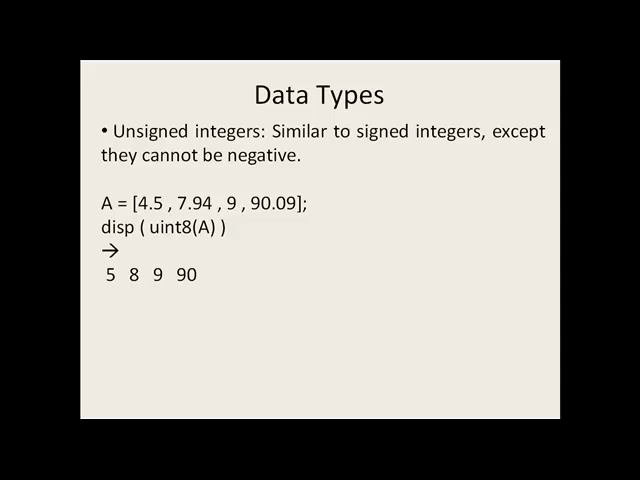 Data Types
• Unsigned integers: Similar to signed integers, except
they cannot be negative.
A = [4.5 , 7.94 , 9 , 90.09];
disp ( uint8(A) )
→
5 8 9 90